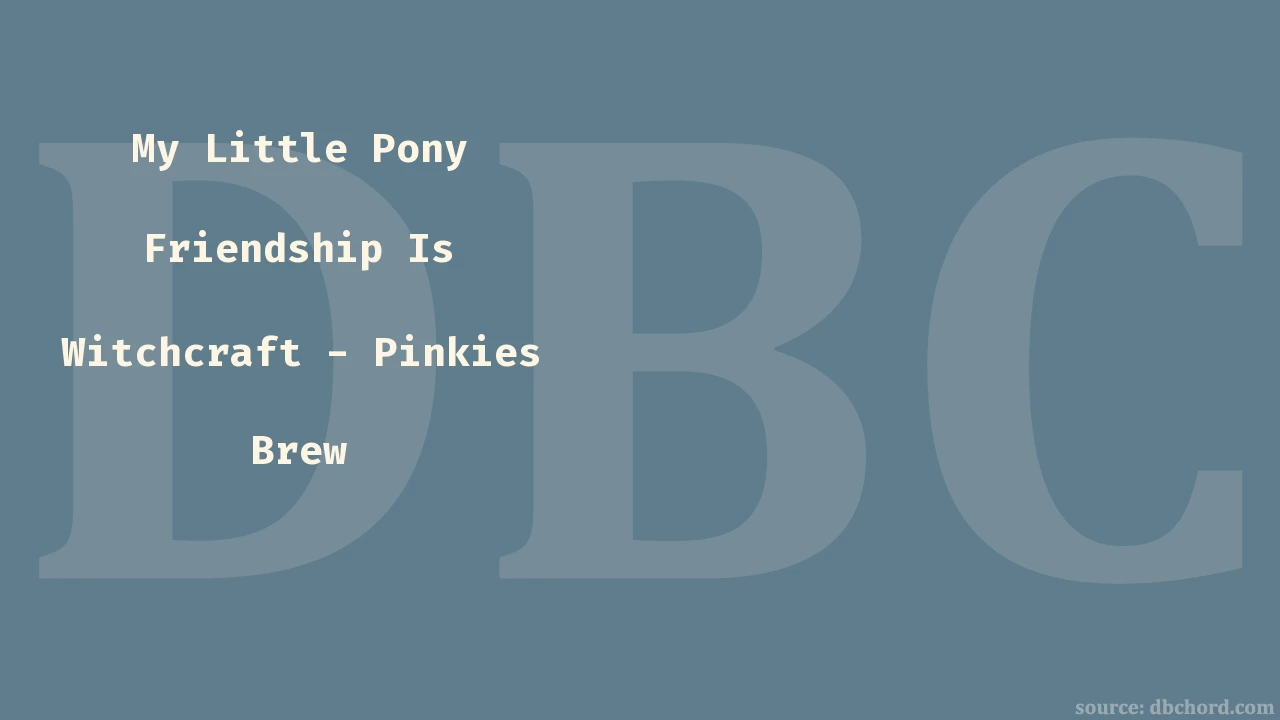 My Little Pony
Friendship Is
Witchcraft - Pinkies
Brew
DBC
source: dbchord.com